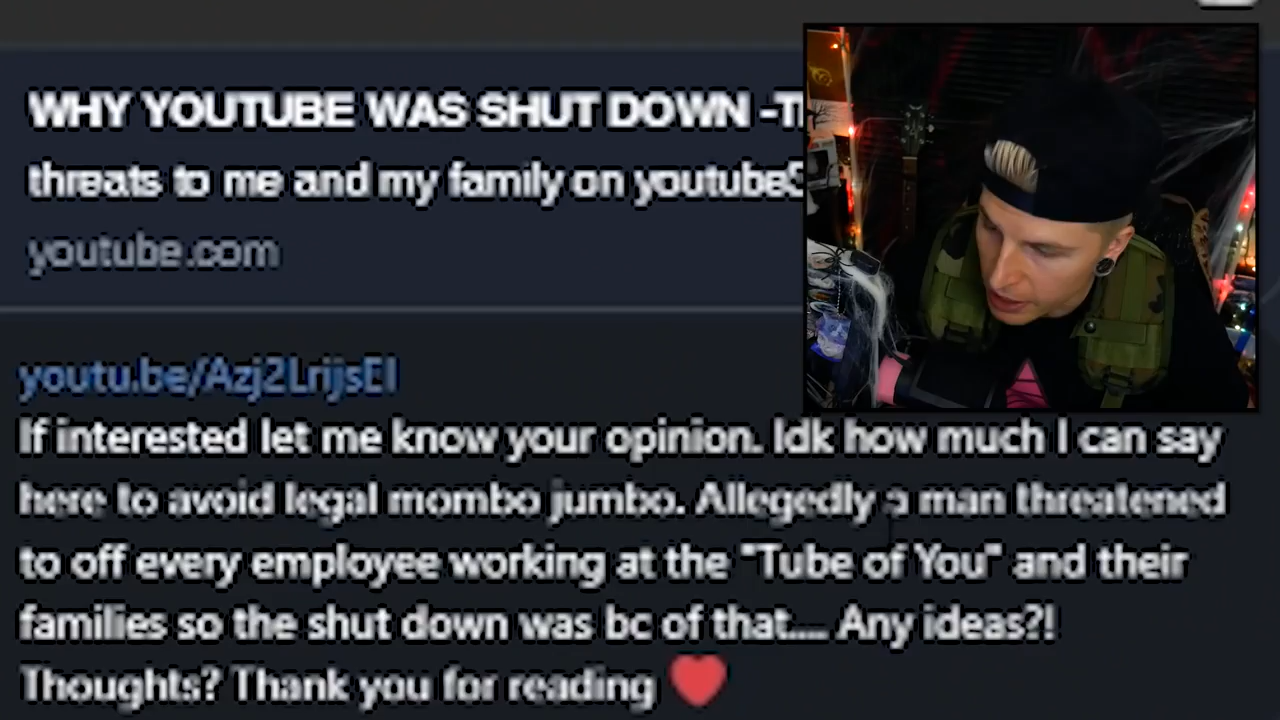 WHY YOUTUBE WAS SHUT DOWN -T
threats to me and my family on youtube
youtube.com
youtu.be/Azj2LrijsEI
If interested let me know your opinion. Idk how much I can say
here to avoid legal mombo jumbo. Allegedly a man threatened
to off every employee working at the "Tube of You" and their
families so the shut down was bc of that.... Any ideas?!
Thoughts? Thank you for reading ❤️